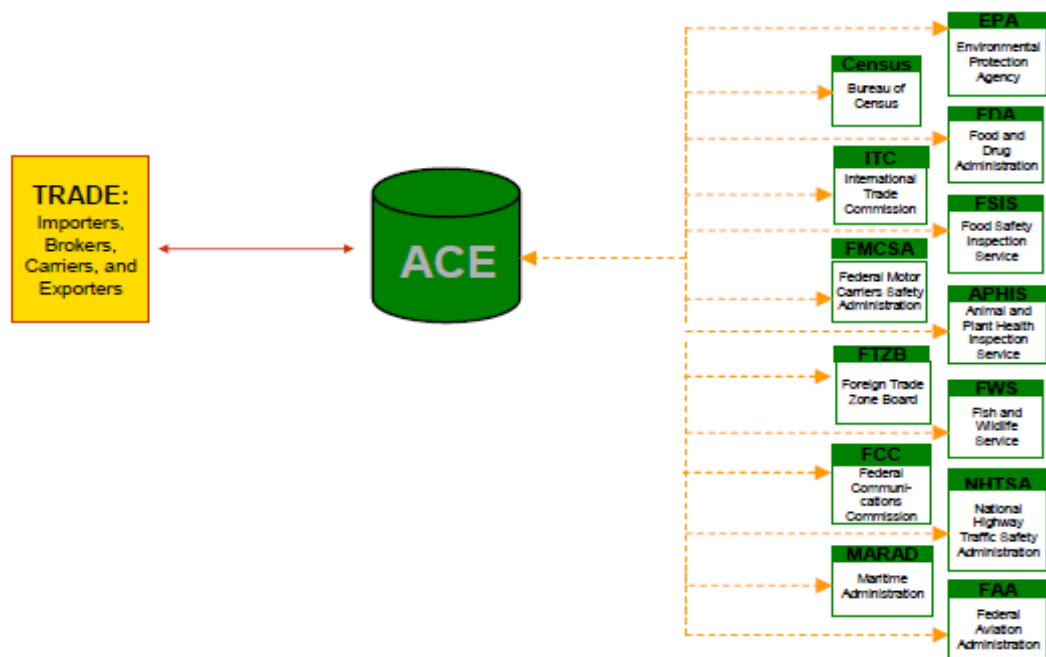 TRADE:
Importers,
Brokers,
Carriers, and
Exporters
ACE
Census
Bureau of
Census
ITC
International
Trade
Commission
FMCSA
Federal Motor
Carriers Safety
Administration
FTZB
Foreign Trade
Zone Board
FCC
Federal
Communi-
cations
Commission
MARAD
Maritime
Administration
EPA
Environmental
Protection
Agency
FDA
Food and
Drug
Administration
FSIS
Food Safety
Inspection
Service
APHIS
Animal and
Plant Health
Inspection
Service
FWS
Fish and
Wildlife
Service
NHTSA
National
Highway
Traffic Safety
Administration
FAA
Federal
Aviation
Administration